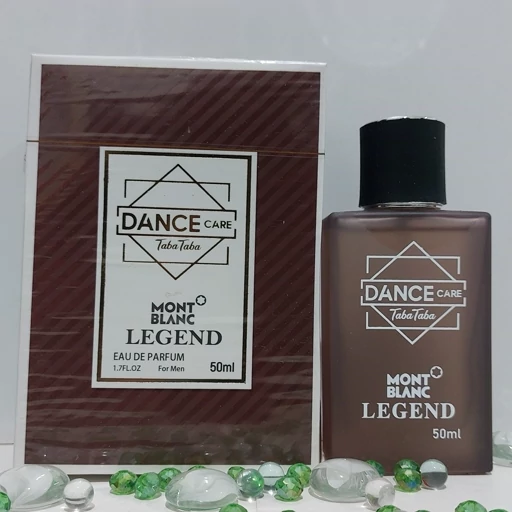 DANCE CARE
Taba Taba
MONT
BLANC
LEGEND
EAU DE PARFUM
1.7FL.OZ For Men 50ml
DANCE CARE
Taba Taba
MONT
BLANC
LEGEND
50ml